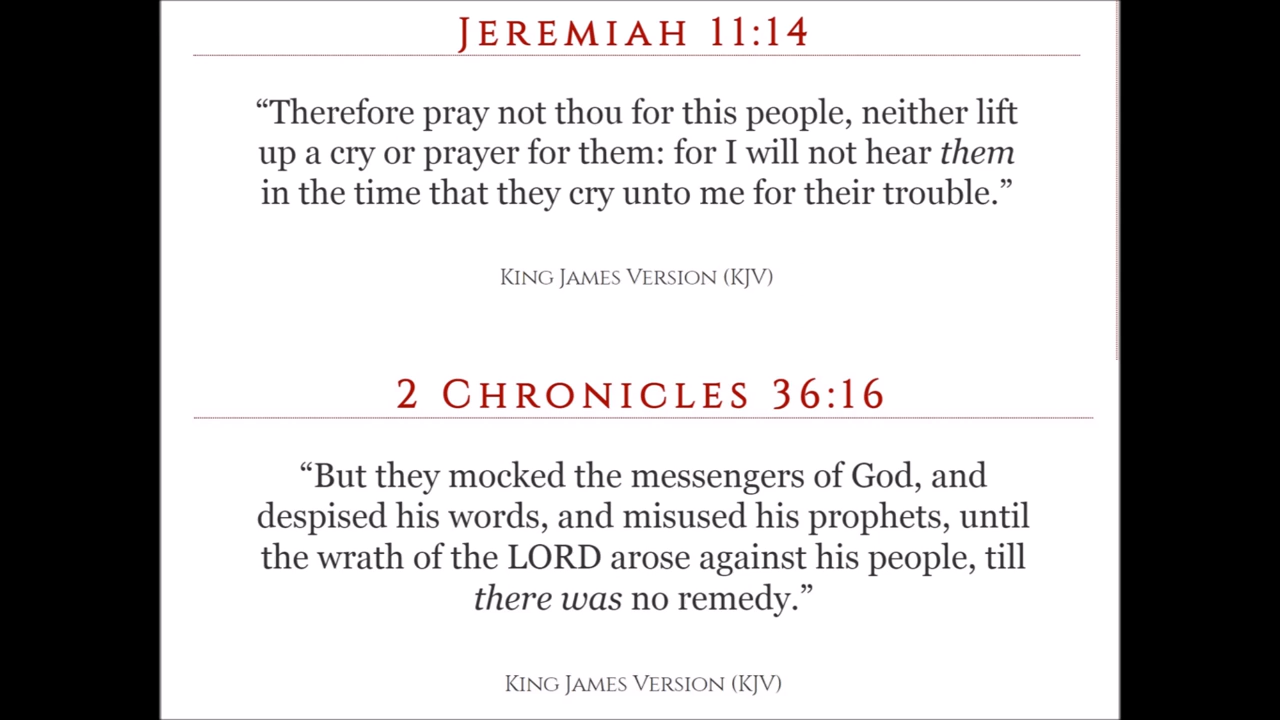 Jeremiah 11:14
“Therefore pray not thou for this people, neither lift
up a cry or prayer for them: for I will not hear them
in the time that they cry unto me for their trouble.”
King James Version (KJV)
2 Chronicles 36:16
“But they mocked the messengers of God, and
despised his words, and misused his prophets, until
the wrath of the LORD arose against his people, till
there was no remedy.”
King James Version (KJV)